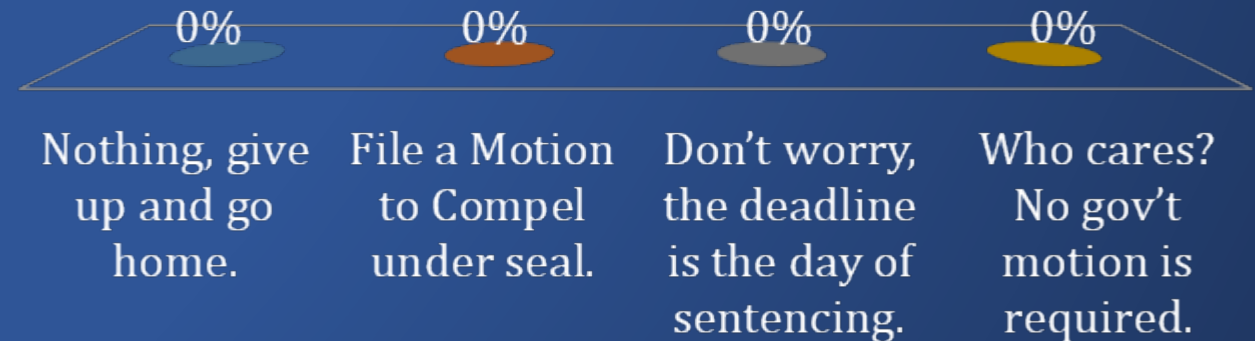 0% 0% 0% 0%
Nothing, give
up and go
home.
File a Motion
to Compel
under seal.
Don’t worry,
the deadline
is the day of
sentencing.
Who cares?
No gov’t
motion is
required.